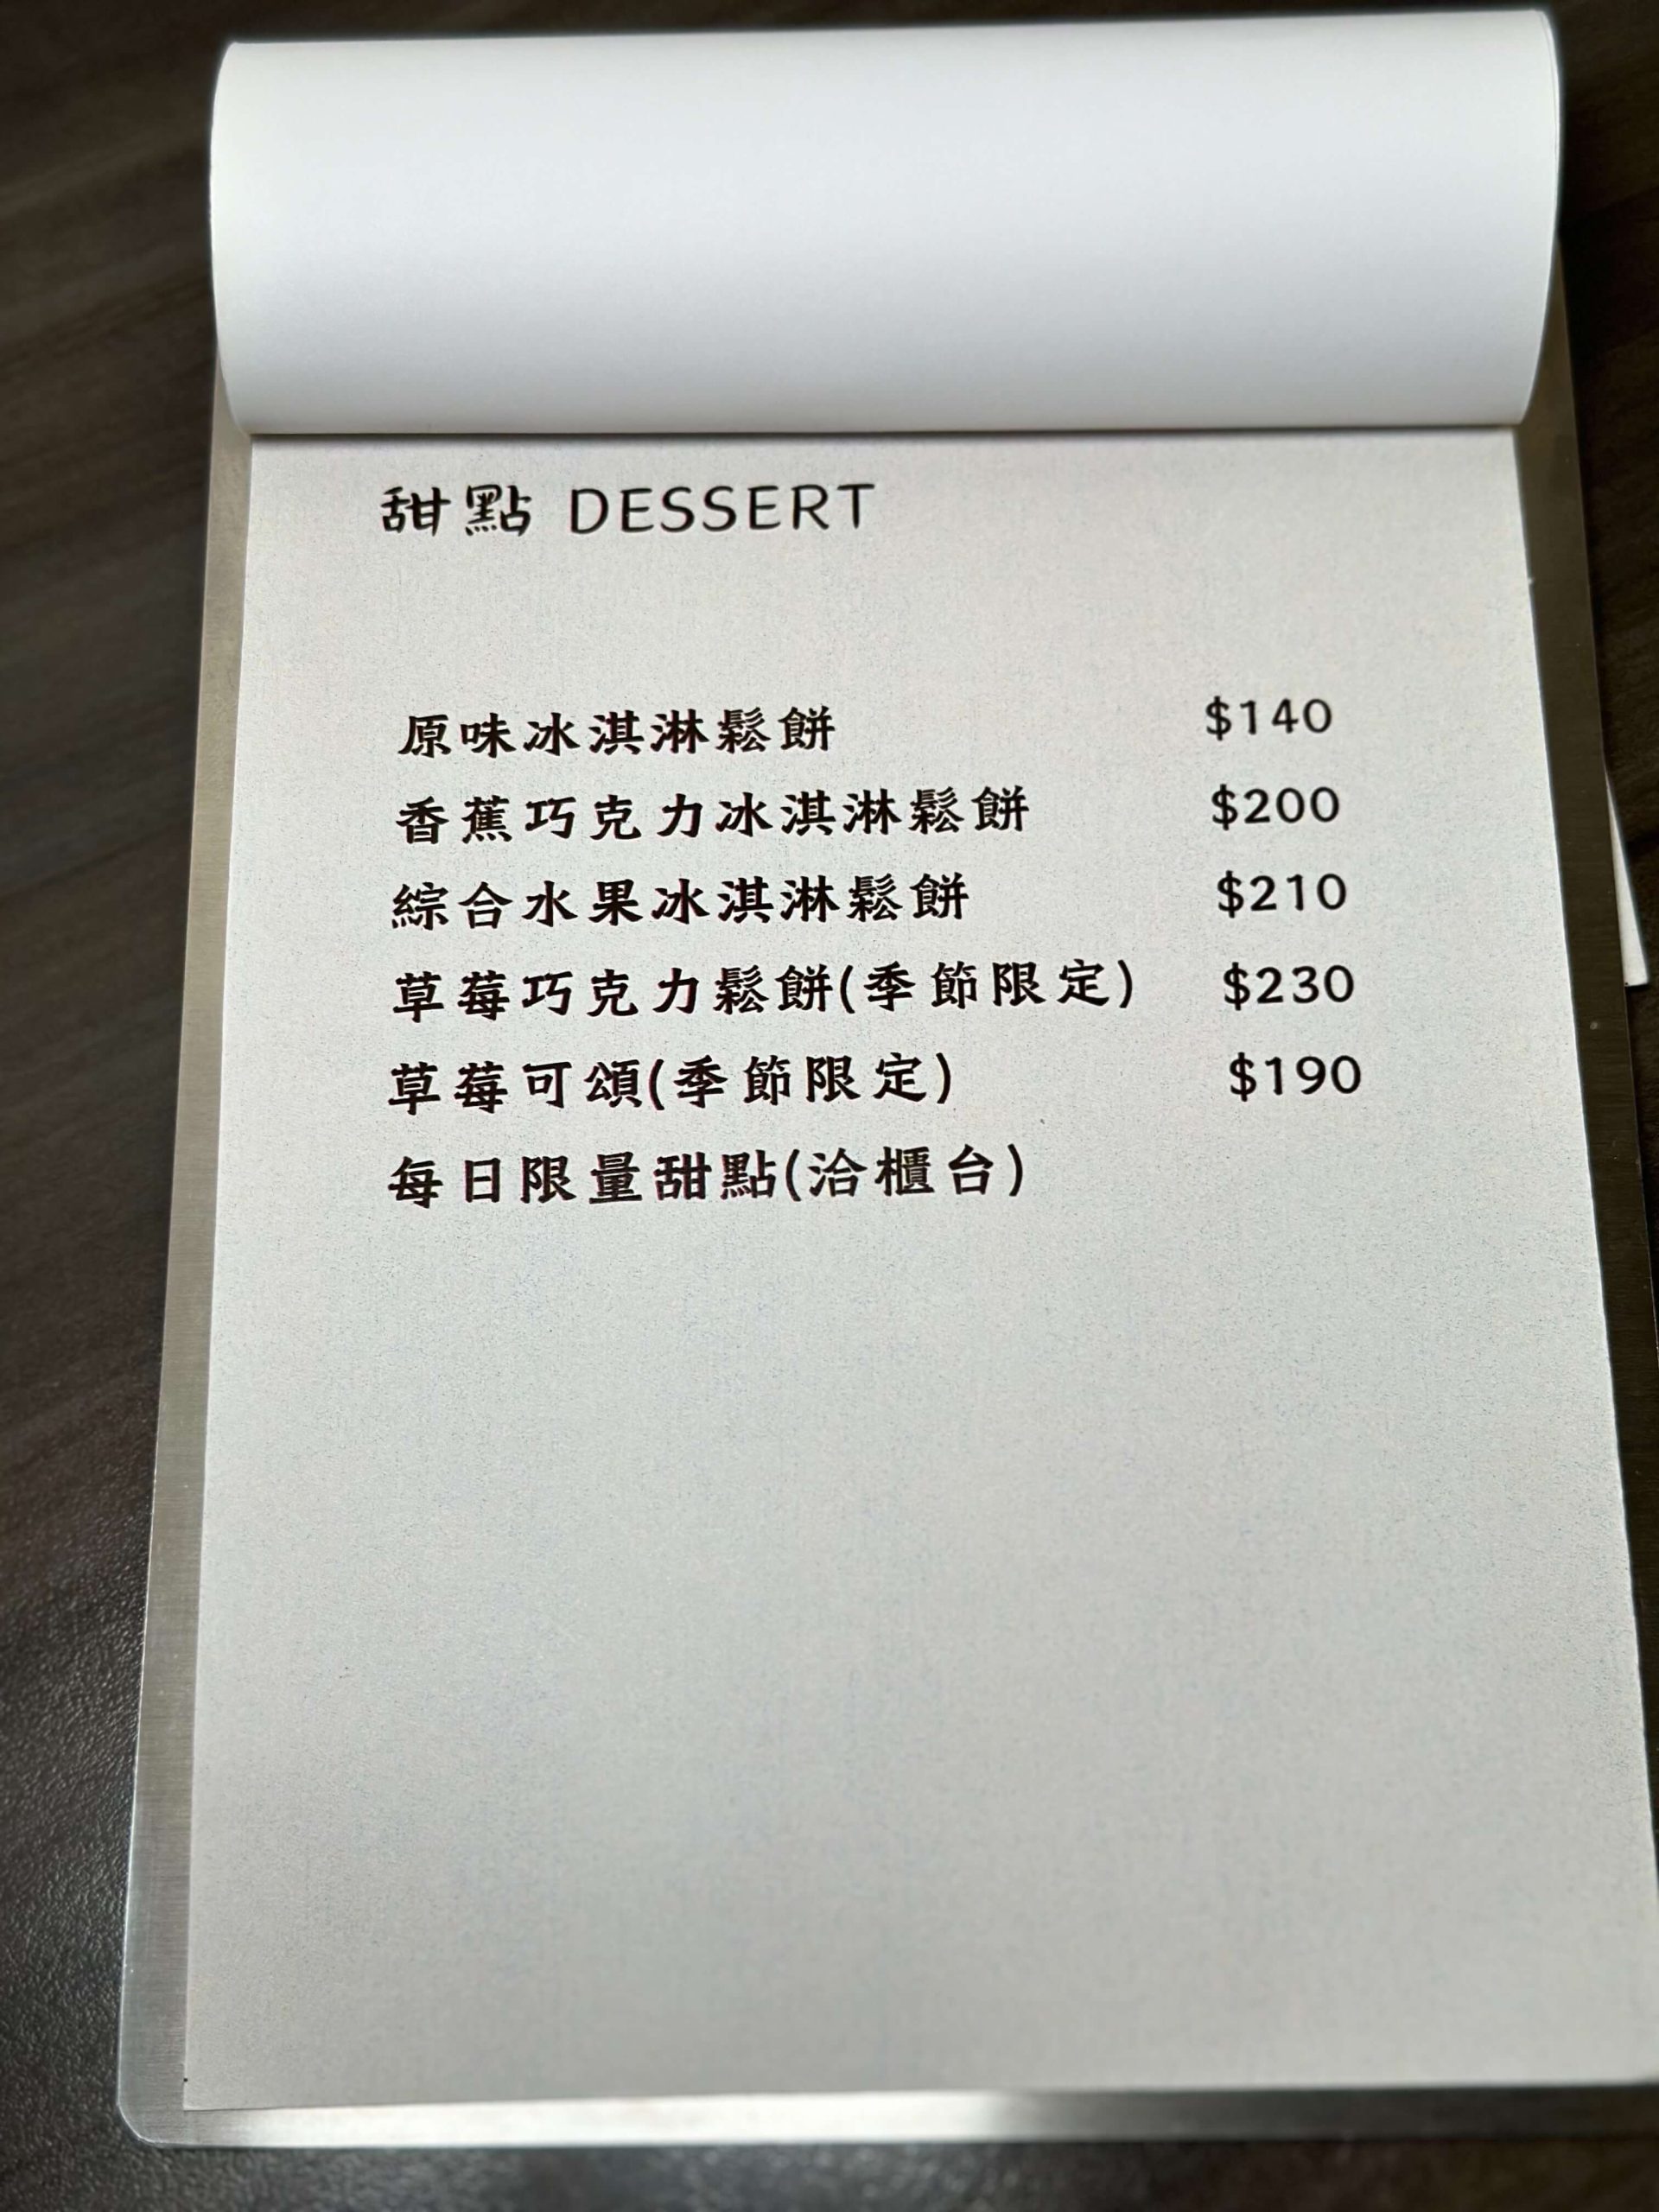 甜點 DESSERT
原味冰淇淋鬆餅 $140
香蕉巧克力冰淇淋鬆餅 $200
綜合水果冰淇淋鬆餅 $210
草莓巧克力鬆餅(季節限定) $230
草莓可頌(季節限定) $190
每日限量甜點(洽櫃台)